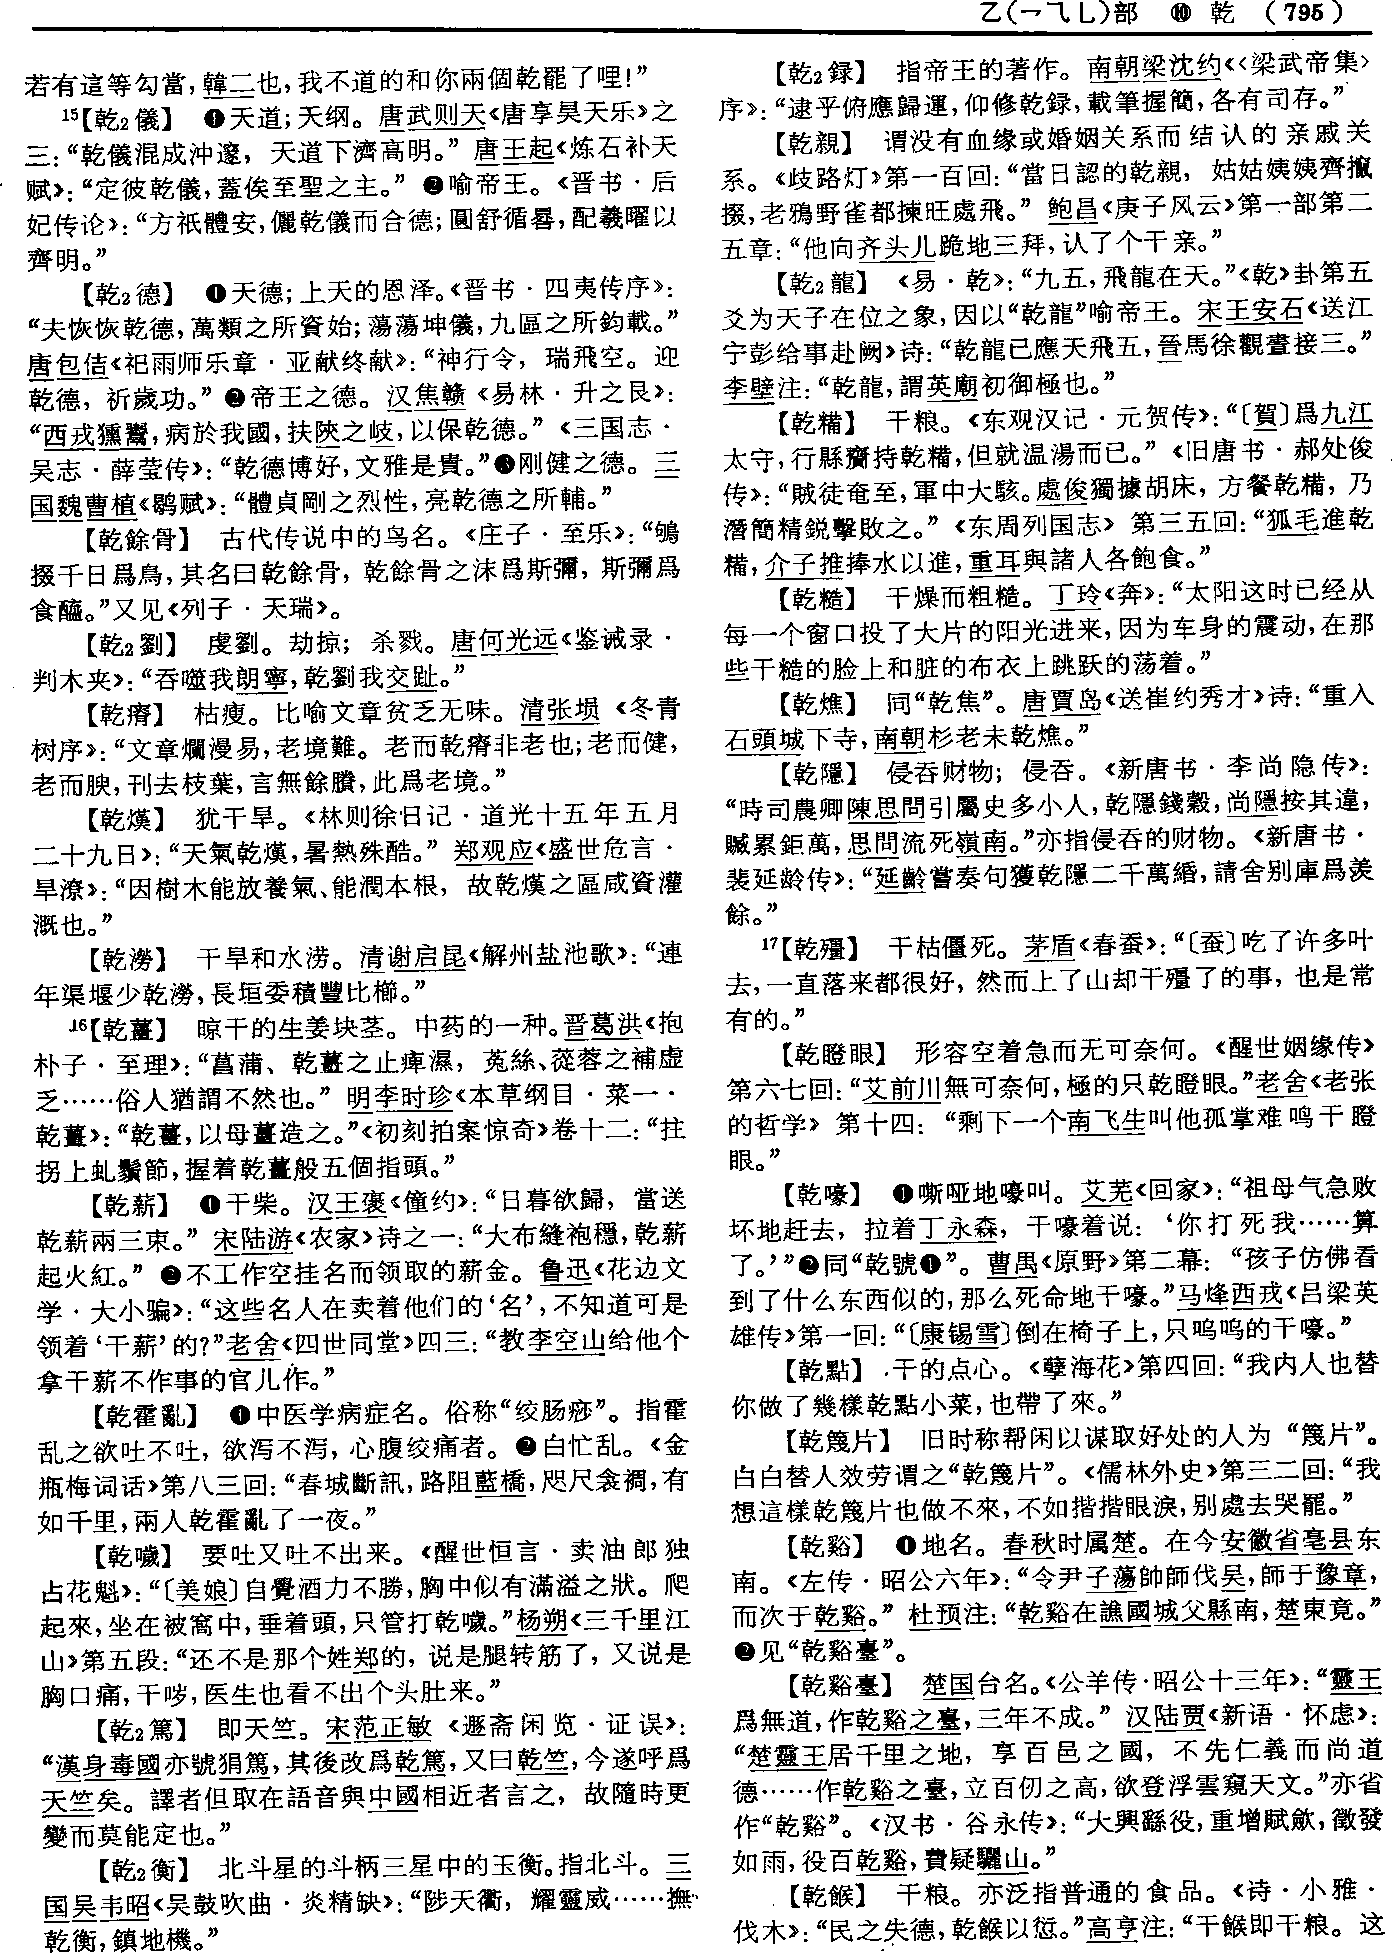 乙(乛⺄乚)部 ❿ 乾 (795)
若有這等勾當,韓二也,我不道的和你兩個乾罷了哩!”
15【乾2儀】 ❶天道;天纲。唐武则天《唐享昊天乐》之
三:“乾儀混成沖邃,天道下濟高明。”唐王起《炼石补天
赋》:“定彼乾儀,蓋俟至聖之主。”❷喻帝王。《晋书·后
妃传论》:“方祇體安,儷乾儀而合德;圓舒循晷,配羲曜以
齊明。”
【乾2德】 ❶天德;上天的恩泽。《晋书·四夷传序》:
“夫恢恢乾德,萬類之所資始;蕩蕩坤儀,九區之所鈞載。”
唐包佶《祀雨师乐章·亚献终献》:“神行令,瑞飛空。迎
乾德,祈歲功。”❷帝王之德。汉焦赣《易林·升之艮》:
“西戎獯鬻,病於我國,扶陝之岐,以保乾德。”《三国志·
吴志·薛莹传》:“乾德博好,文雅是貴。”❸刚健之德。三
国魏曹植《鹖赋》:“體貞剛之烈性,亮乾德之所輔。”
【乾餘骨】 古代传说中的鸟名。《庄子·至乐》:“鴝
掇千日爲鳥,其名曰乾餘骨,乾餘骨之沫爲斯彌,斯彌爲
食醯。”又见《列子·天瑞》。
【乾2劉】 虔劉。劫掠;杀戮。唐何光远《鉴诫录·
判木夹》:“吞噬我朗寧,乾劉我交趾。”
【乾瘠】 枯瘦。比喻文章贫乏无味。清张埙《冬青
树序》:“文章爛漫易,老境難。老而乾瘠非老也;老而健,
老而腴,刊去枝葉,言無餘賸,此爲老境。”
【乾熯】 犹干旱。《林则徐日记·道光十五年五月
二十九日》:“天氣乾熯,暑熱殊酷。”郑观应《盛世危言·
旱潦》:“因樹木能放養氣、能潤本根,故乾熯之區咸資灌
溉也。”
【乾澇】 干旱和水涝。清谢启昆《解州盐池歌》:“連
年渠堰少乾澇,長垣委積豐比櫛。”
16【乾薑】 晾干的生姜块茎。中药的一种。晋葛洪《抱
朴子·至理》:“菖蒲、乾薑之止痺濕,菟絲、蓯蓉之補虚
乏……俗人猶謂不然也。”明李时珍《本草纲目·菜一·
乾薑》:“乾薑,以母薑造之。”《初刻拍案惊奇》卷十二:“拄
拐上虬鬚節,握着乾薑般五個指頭。”
【乾薪】 ❶干柴。汉王褒《僮约》:“日暮欲歸,當送
乾薪兩三束。”宋陆游《农家》诗之一:“大布縫袍穩,乾薪
起火紅。”❷不工作空挂名而领取的薪金。鲁迅《花边文
学·大小骗》:“这些名人在卖着他们的‘名’,不知道可是
领着‘干薪’的?”老舍《四世同堂》四三:“教李空山给他个
拿干薪不作事的官儿作。”
【乾霍亂】 ❶中医学病症名。俗称“绞肠痧”。指霍
乱之欲吐不吐,欲泻不泻,心腹绞痛者。❷白忙乱。《金
瓶梅词话》第八三回:“春城斷訊,路阻藍橋,咫尺衾裯,有
如千里,兩人乾霍亂了一夜。”
【乾噦】 要吐又吐不出来。《醒世恒言·卖油郎独
占花魁》:“〔美娘〕自覺酒力不勝,胸中似有滿溢之狀。爬
起來,坐在被窩中,垂着頭,只管打乾噦。”杨朔《三千里江
山》第五段:“还不是那个姓郑的,说是腿转筋了,又说是
胸口痛,干哕,医生也看不出个头肚来。”
【乾2篤】 即天竺。宋范正敏《遯斋闲览·证误》:
“漢身毒國亦號狷篤,其後改爲乾篤,又曰乾竺,今遂呼爲
天竺矣。譯者但取在語音與中國相近者言之,故隨時更
變而莫能定也。”
【乾2衡】 北斗星的斗柄三星中的玉衡。指北斗。三
国吴韦昭《吴鼓吹曲·炎精缺》:“陟天衢,耀靈威……撫
乾衡,鎮地機。”
【乾2録】 指帝王的著作。南朝梁沈约《〈梁武帝集〉
序》:“逮乎俯應歸運,仰修乾録,載筆握簡,各有司存。”
【乾親】 谓没有血缘或婚姻关系而结认的亲戚关
系。《歧路灯》第一百回:“當日認的乾親,姑姑姨姨齊攛
掇,老鴉野雀都揀旺處飛。”鲍昌《庚子风云》第一部第二
五章:“他向齐头儿跪地三拜,认了个干亲。”
【乾2龍】 《易·乾》:“九五,飛龍在天。”《乾》卦第五
爻为天子在位之象,因以“乾龍”喻帝王。宋王安石《送江
宁彭给事赴阙》诗:“乾龍已應天飛五,晉馬徐觀晝接三。”
李壁注:“乾龍,謂英廟初御極也。”
【乾糒】 干粮。《东观汉记·元贺传》:“〔賀〕爲九江
太守,行縣齎持乾糒,但就温湯而已。”《旧唐书·郝处俊
传》:“賊徒奄至,軍中大駭。處俊獨據胡床,方餐乾糒,乃
潛簡精鋭擊敗之。”《东周列国志》第三五回:“狐毛進乾
糒,介子推捧水以進,重耳與諸人各飽食。”
【乾糙】 干燥而粗糙。丁玲《奔》:“太阳这时已经从
每一个窗口投了大片的阳光进来,因为车身的震动,在那
些干糙的脸上和脏的布衣上跳跃的荡着。”
【乾燋】 同“乾焦”。唐贾岛《送崔约秀才》诗:“重入
石頭城下寺,南朝杉老未乾燋。”
【乾隱】 侵吞财物;侵吞。《新唐书·李尚隐传》:
“時司農卿陳思問引屬史多小人,乾隱錢穀,尚隱按其違,
贓累鉅萬,思問流死嶺南。”亦指侵吞的财物。《新唐书·
裴延龄传》:“延齡嘗奏句獲乾隱二千萬緡,請舍别庫爲羡
餘。”
17【乾殭】 干枯僵死。茅盾《春蚕》:“〔蚕〕吃了许多叶
去,一直落来都很好,然而上了山却干殭了的事,也是常
有的。”
【乾瞪眼】 形容空着急而无可奈何。《醒世姻缘传》
第六七回:“艾前川無可奈何,極的只乾瞪眼。”老舍《老张
的哲学》第十四:“剩下一个南飞生叫他孤掌难鸣干瞪
眼。”
【乾嚎】 ❶嘶哑地嚎叫。艾芜《回家》:“祖母气急败
坏地赶去,拉着丁永森,干嚎着说:‘你打死我……算
了。’”❷同“乾號❶”。曹禺《原野》第二幕:“孩子仿佛看
到了什么东西似的,那么死命地干嚎。”马烽西戎《吕梁英
雄传》第一回:“〔康锡雪〕倒在椅子上,只呜呜的干嚎。”
【乾點】 干的点心。《孽海花》第四回:“我内人也替
你做了幾樣乾點小菜,也帶了來。”
【乾篾片】 旧时称帮闲以谋取好处的人为“篾片”。
白白替人效劳谓之“乾篾片”。《儒林外史》第三二回:“我
想這樣乾篾片也做不來,不如揩揩眼淚,别處去哭罷。”
【乾谿】 ❶地名。春秋时属楚。在今安徽省亳县东
南。《左传·昭公六年》:“令尹子蕩帥師伐吴,師于豫章,
而次于乾谿。”杜预注:“乾谿在譙國城父縣南,楚東竟。”
❷见“乾谿臺”。
【乾谿臺】 楚国台名。《公羊传·昭公十三年》:“靈王
爲無道,作乾谿之臺,三年不成。”汉陆贾《新语·怀虑》:
“楚靈王居千里之地,享百邑之國,不先仁義而尚道
德……作乾谿之臺,立百仞之高,欲登浮雲窺天文。”亦省
作“乾谿”。《汉书·谷永传》:“大興繇役,重增賦歛,徵發
如雨,役百乾谿,費疑驪山。”
【乾餱】 干粮。亦泛指普通的食品。《诗·小雅·
伐木》:“民之失德,乾餱以愆。”高亨注:“干餱即干粮。这